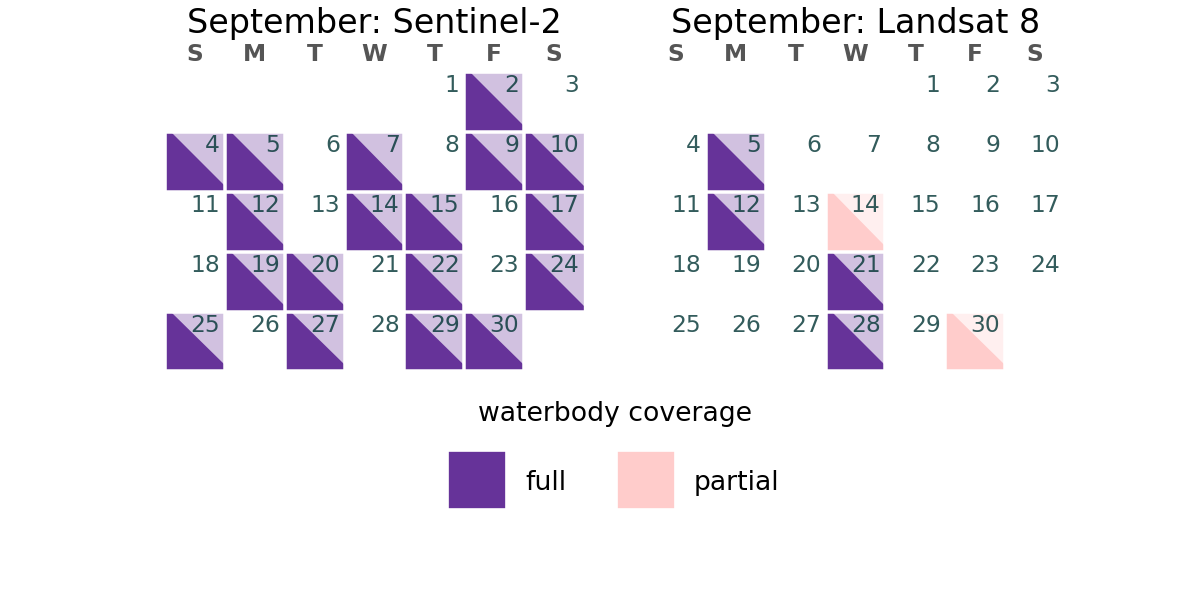 September: Sentinel-2
S M T W T F S
1 2 3
4 5 6 7 8 9 10
11 12 13 14 15 16 17
18 19 20 21 22 23 24
25 26 27 28 29 30
September: Landsat 8
S M T W T F S
1 2 3
4 5 6 7 8 9 10
11 12 13 14 15 16 17
18 19 20 21 22 23 24
25 26 27 28 29 30
waterbody coverage
full partial